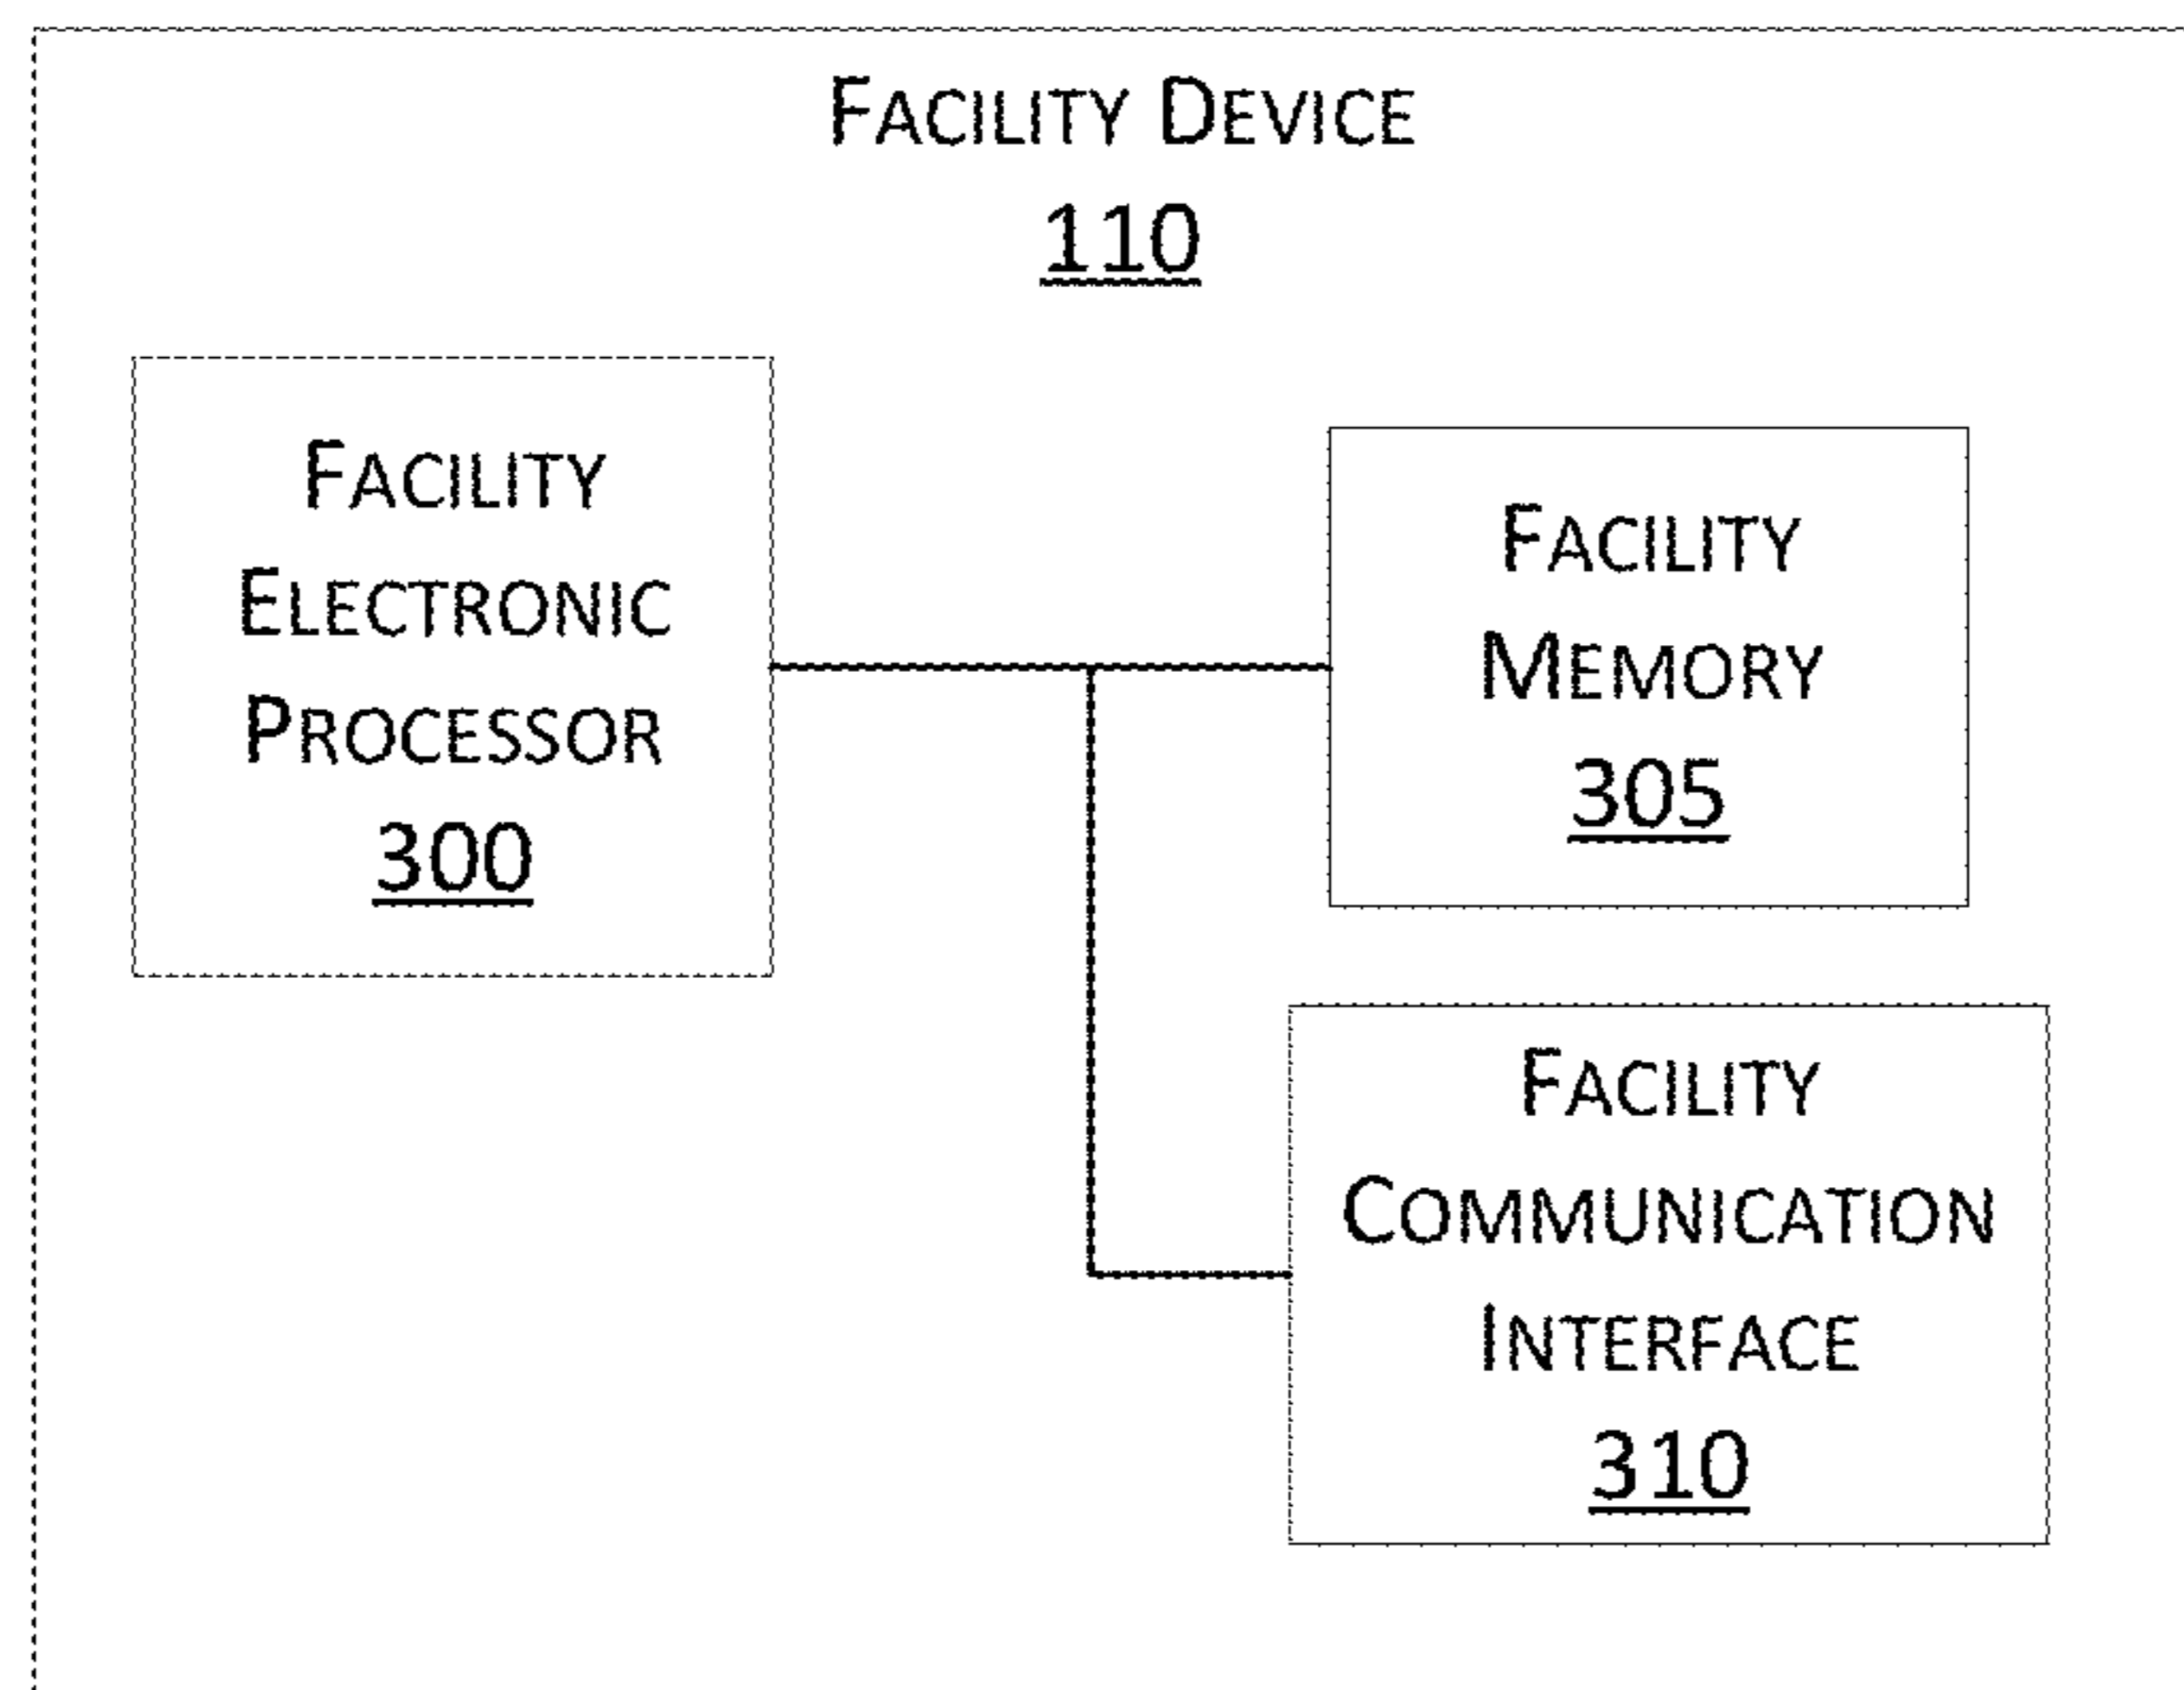 FACILITY DEVICE
110
FACILITY
ELECTRONIC
PROCESSOR
300
FACILITY
MEMORY
305
FACILITY
COMMUNICATION
INTERFACE
310